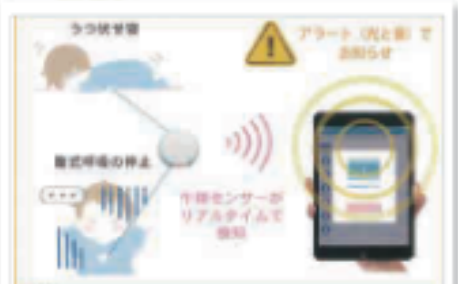 うつ伏せ寝
アラート（光と音）で
お知らせ
腹式呼吸の停止
午睡センサーが
リアルタイムで
検知